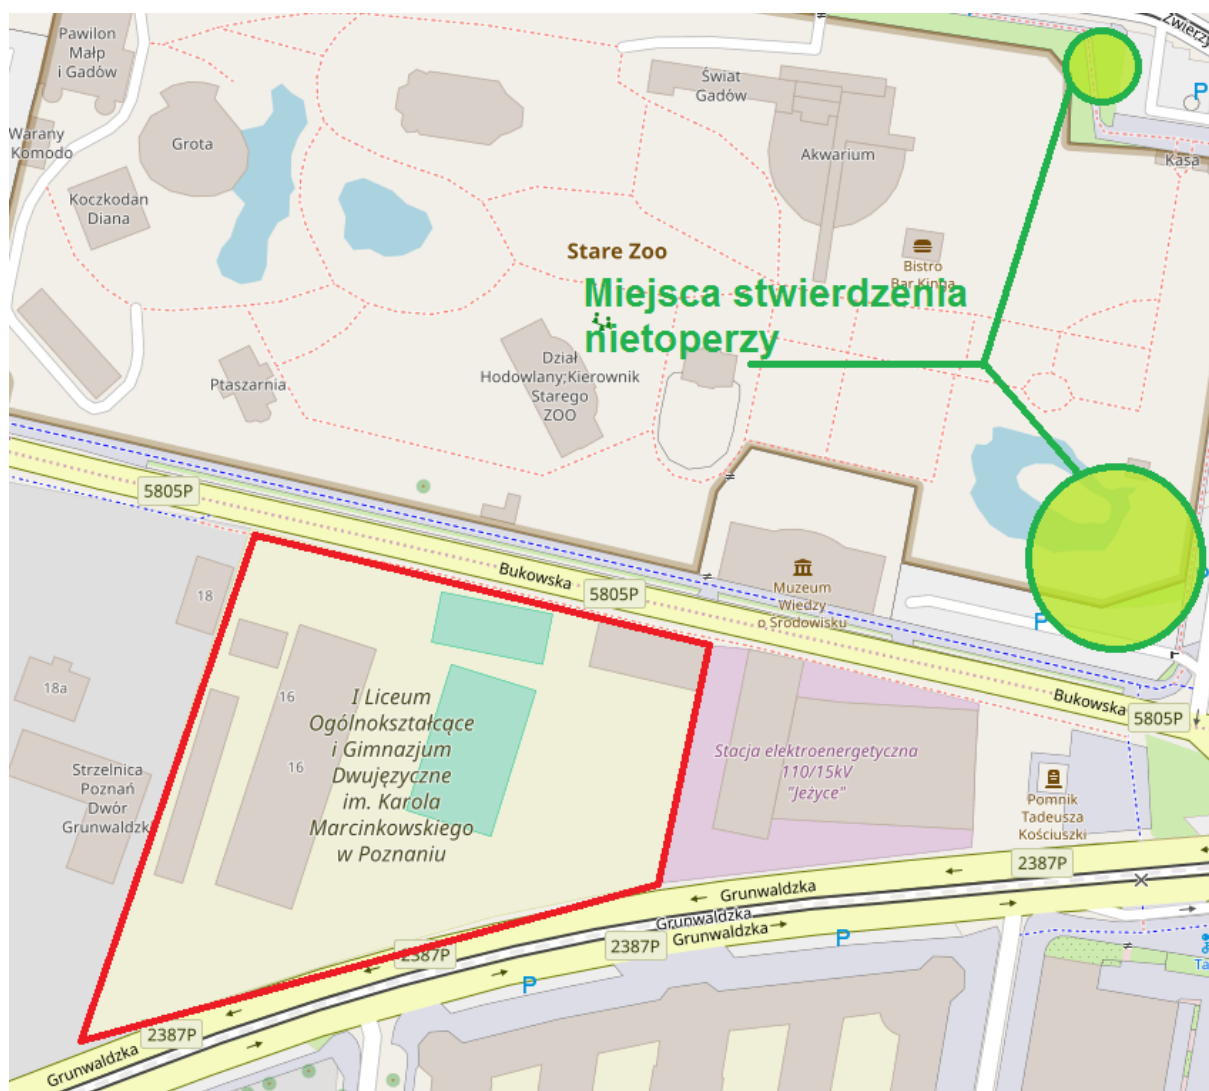 Zwierzy
Pawilon
Małp
i Gadów
Świat
Gadów
P
Grota
Warany
Komodo
Akwarium
Kasa
Koczkodan
Diana
Stare Zoo
Bistro
Bar Kinga
Miejsca stwierdzenia
nietoperzy
Ptaszarnia
Dział
Hodowlany;Kierownik
Starego
ZOO
5805P
Bukowska
5805P
Muzeum
Wiedzy
o Środowisku
P
P
18
18a
16
16
I Liceum
Ogólnokształcące
i Gimnazjum
Dwujęzyczne
im. Karola
Marcinkowskiego
w Poznaniu
Bukowska
5805P
Stacja elektroenergetyczna
110/15kV
"Jeżyce"
Strzelnica
Poznań
Dwór
Grunwaldzki
Pomnik
Tadeusza
Kościuszki
2387P
Grunwaldzka
Grunwaldzka
Grunwaldzka
2387P
2387P
P
P
Ta
2387P
Grunwaldzka